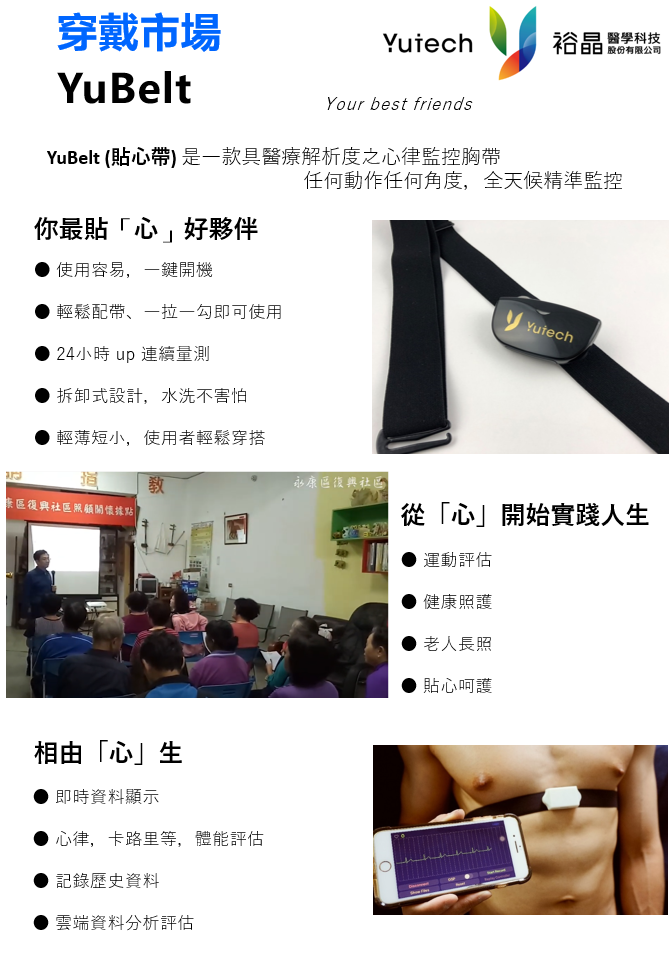 穿戴市場
YuBelt
Yutech
裕晶 醫學科技
股份有限公司
Your best friends
YuBelt (貼心帶) 是一款具醫療解析度之心律監控胸帶
任何動作任何角度，全天候精準監控
你最貼「心」好夥伴
● 使用容易，一鍵開機
● 輕鬆配帶、一拉一勾即可使用
● 24小時 up 連續量測
● 拆卸式設計，水洗不害怕
● 輕薄短小，使用者輕鬆穿搭
Yutech
教
永康區復興社區
康區復興社區照顧關懷據點
從「心」開始實踐人生
● 運動評估
● 健康照護
● 老人長照
● 貼心呵護
相由「心」生
● 即時資料顯示
● 心律，卡路里等，體能評估
● 記錄歷史資料
● 雲端資料分析評估